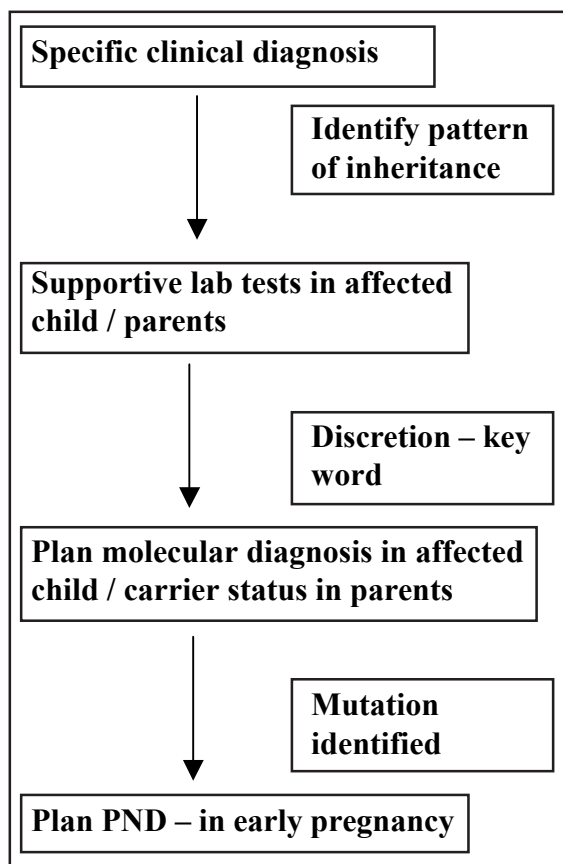 Specific clinical diagnosis
Identify pattern
of inheritance
Supportive lab tests in affected
child / parents
Discretion – key
word
Plan molecular diagnosis in affected
child / carrier status in parents
Mutation
identified
Plan PND – in early pregnancy